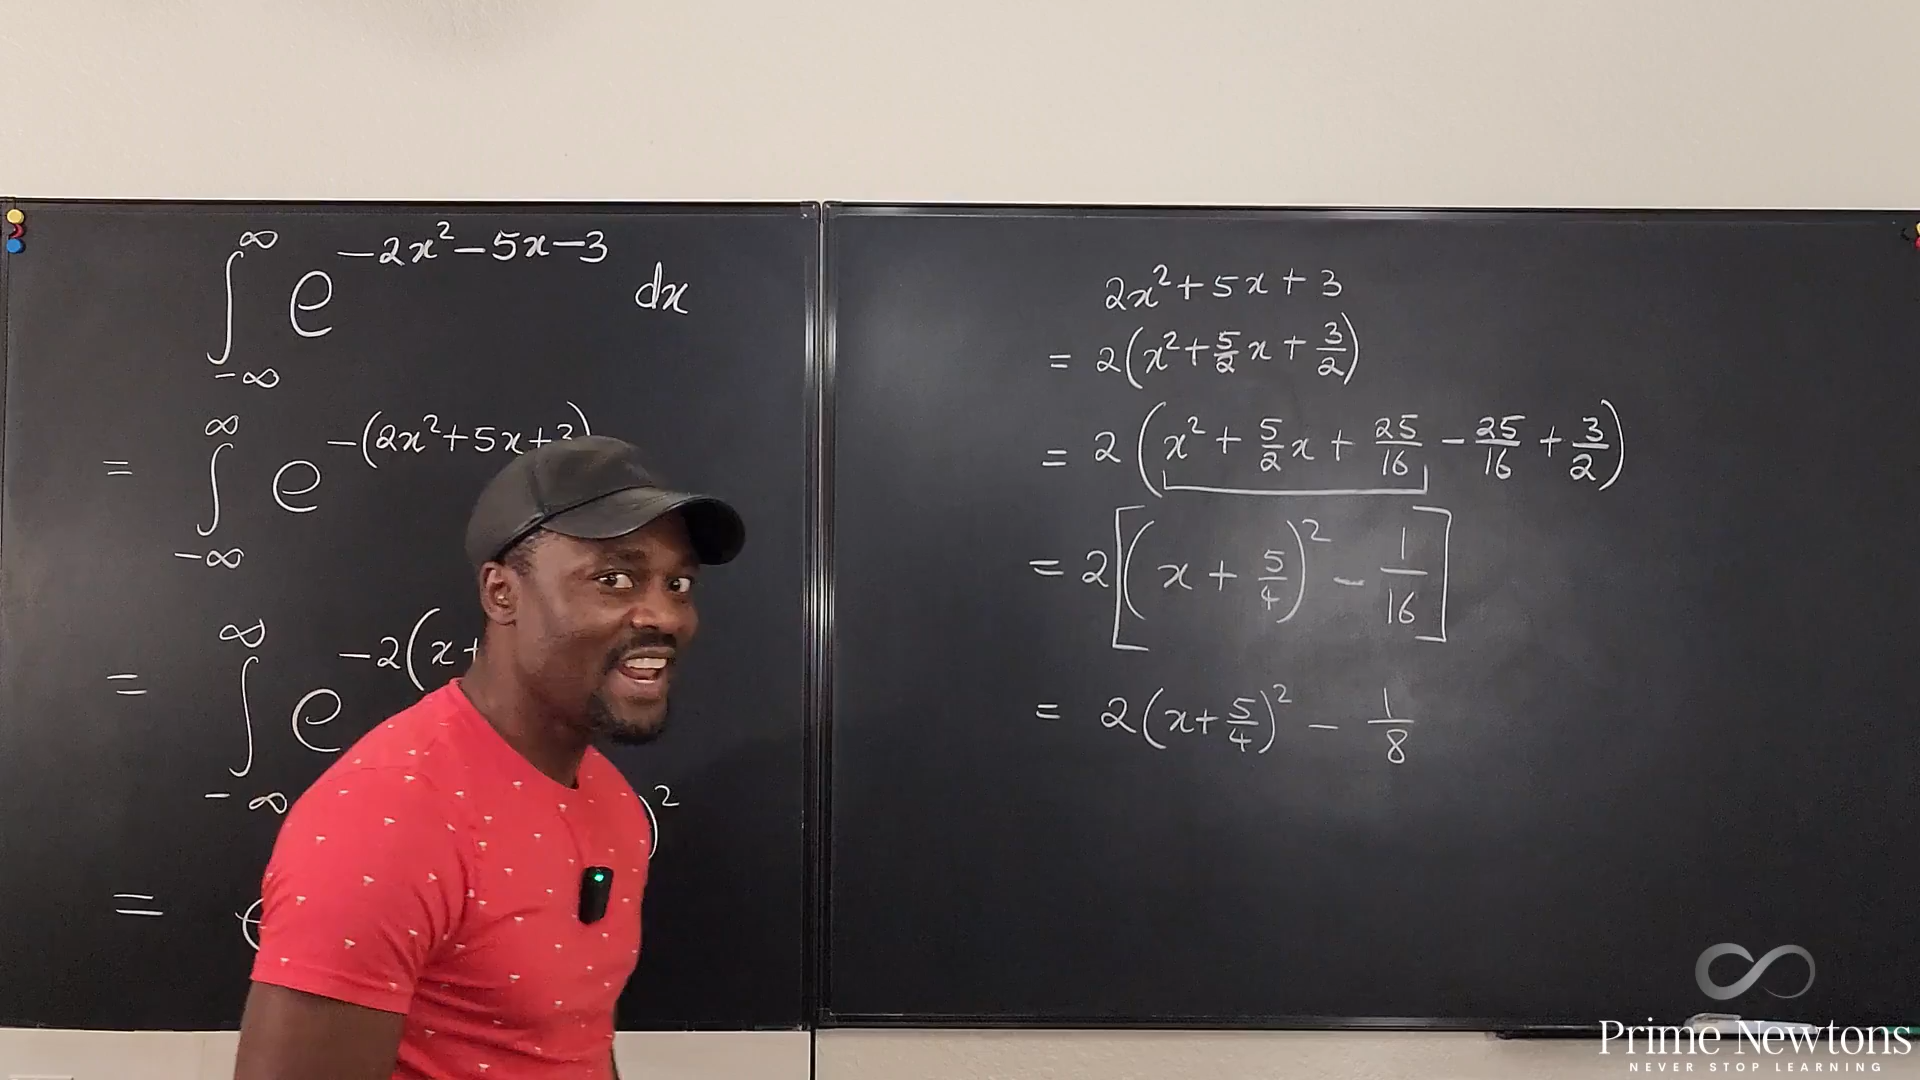 ∫_{-∞}^{∞} e^{-2x²-5x-3} dx
= ∫_{-∞}^{∞} e^{-(2x²+5x+3)}
= ∫_{-∞}^{∞} e^{-2(x+
)²
=
2x²+5x+3
= 2(x²+5/2x+3/2)
= 2(x²+5/2x+25/16-25/16+3/2)
= 2[(x+5/4)²-1/16]
= 2(x+5/4)²-1/8
Prime Newtons
NEVER STOP LEARNING